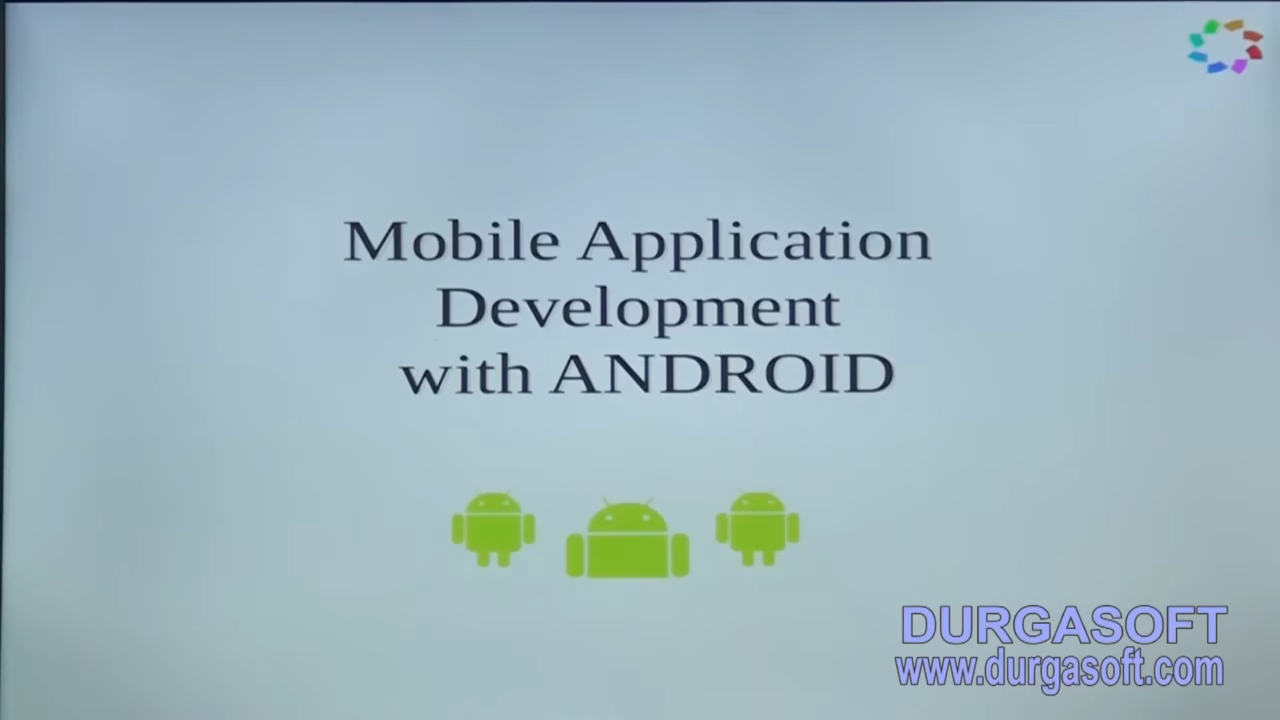 Mobile Application
Development
with ANDROID
DURGASOFT
www.durgasoft.com